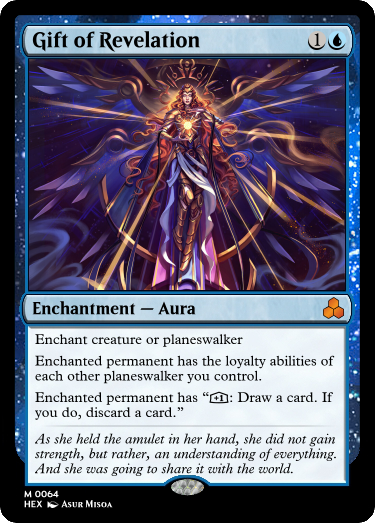 Gift of Revelation 1
Enchantment — Aura
Enchant creature or planeswalker
Enchanted permanent has the loyalty abilities of
each other planeswalker you control.
Enchanted permanent has “+1: Draw a card. If
you do, discard a card.”
As she held the amulet in her hand, she did not gain
strength, but rather, an understanding of everything.
And she was going to share it with the world.
M 0064
HEX Asur Misoa